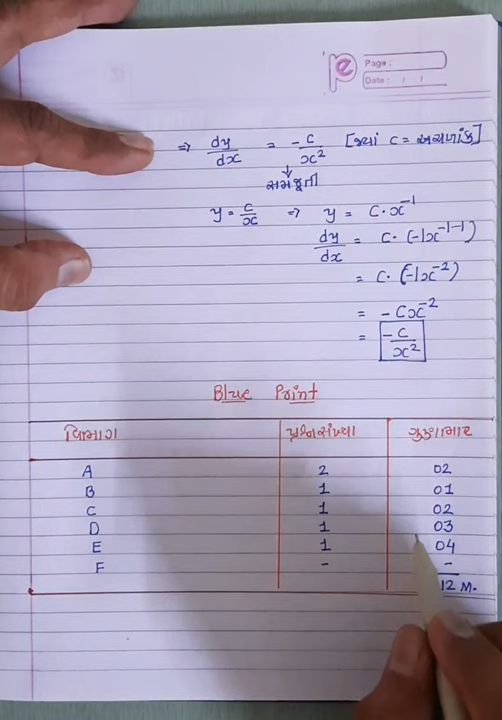 Page :
Date : / /
⇒ dy/dx = -c/x² [જ્યાં c = અચળાંક]
↓
સમજૂતી
y = c/x ⇒ y = c·x⁻¹
dy/dx = c·(-1x⁻¹⁻¹)
= c·(-1x⁻²)
= -cx⁻²
= -c/x²
Blue Print
વિભાગ પ્રશ્નસંખ્યા ગુણભાર
A 2 02
B 1 01
C 1 02
D 1 03
E 1 04
F - -
12 M.